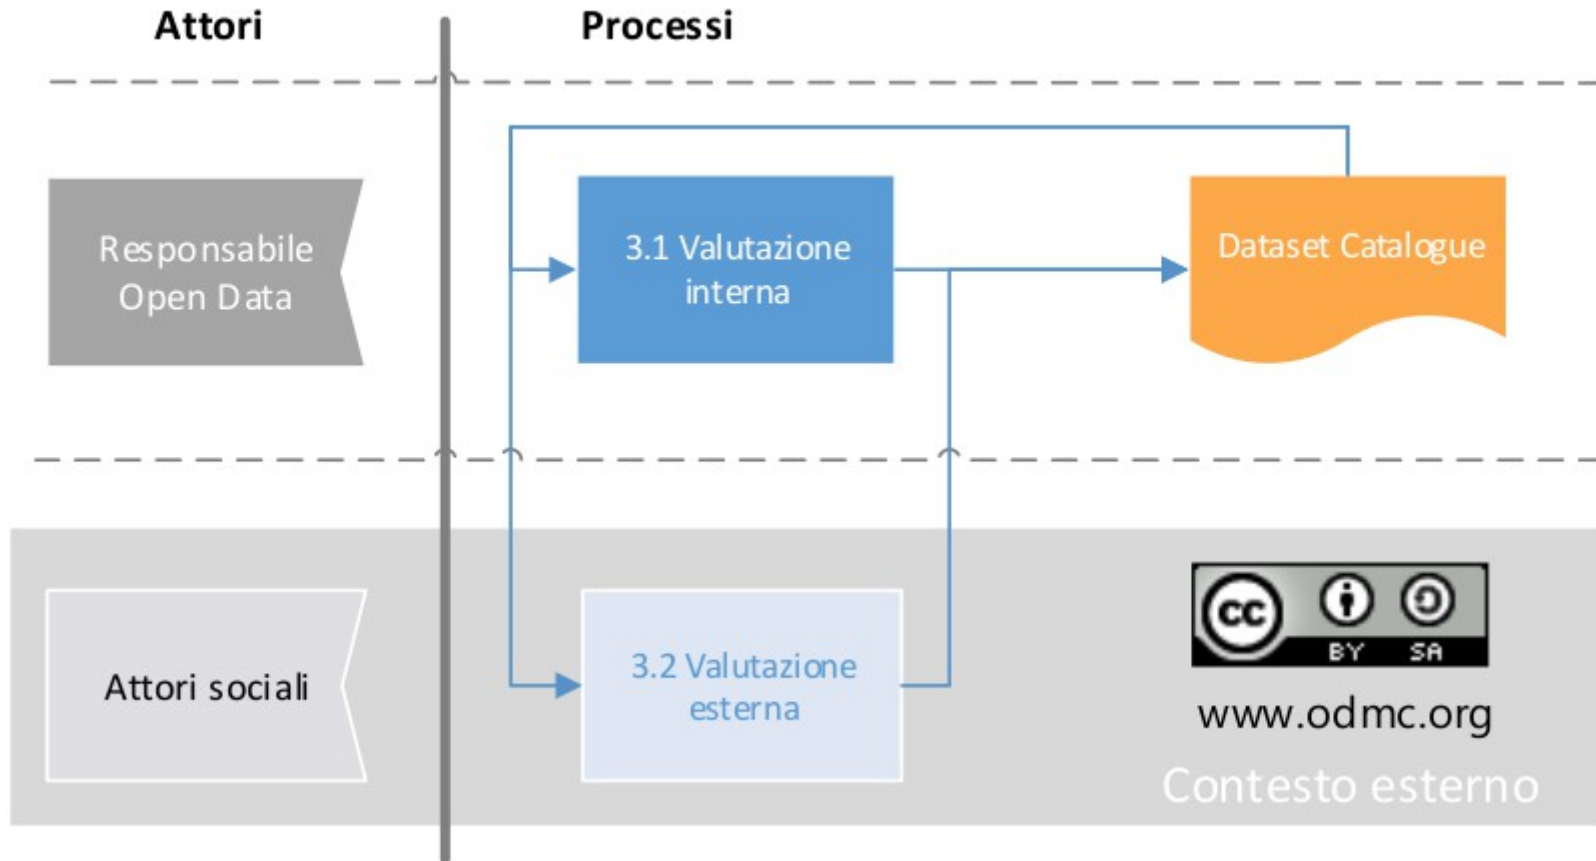 Attori
Processi
Responsabile
Open Data
3.1 Valutazione
interna
Dataset Catalogue
Attori sociali
3.2 Valutazione
esterna
cc
BY SA
www.odmc.org
Contesto esterno